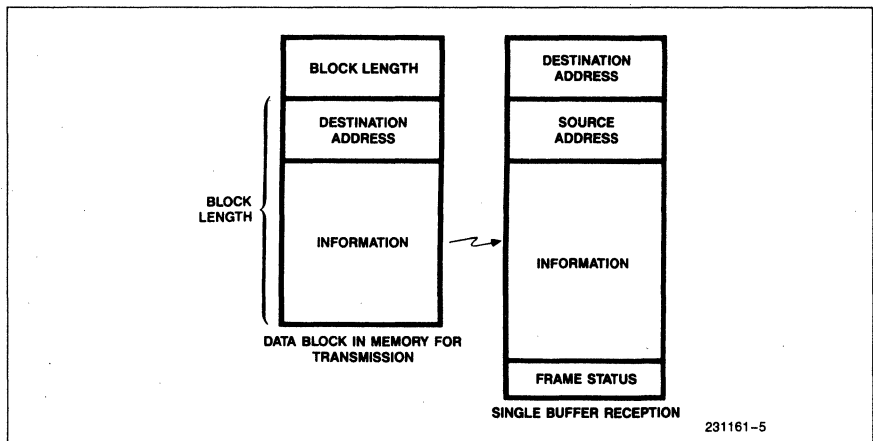 BLOCK LENGTH
DESTINATION
ADDRESS
INFORMATION
BLOCK
LENGTH
DATA BLOCK IN MEMORY FOR
TRANSMISSION
DESTINATION
ADDRESS
SOURCE
ADDRESS
INFORMATION
FRAME STATUS
SINGLE BUFFER RECEPTION
231161-5